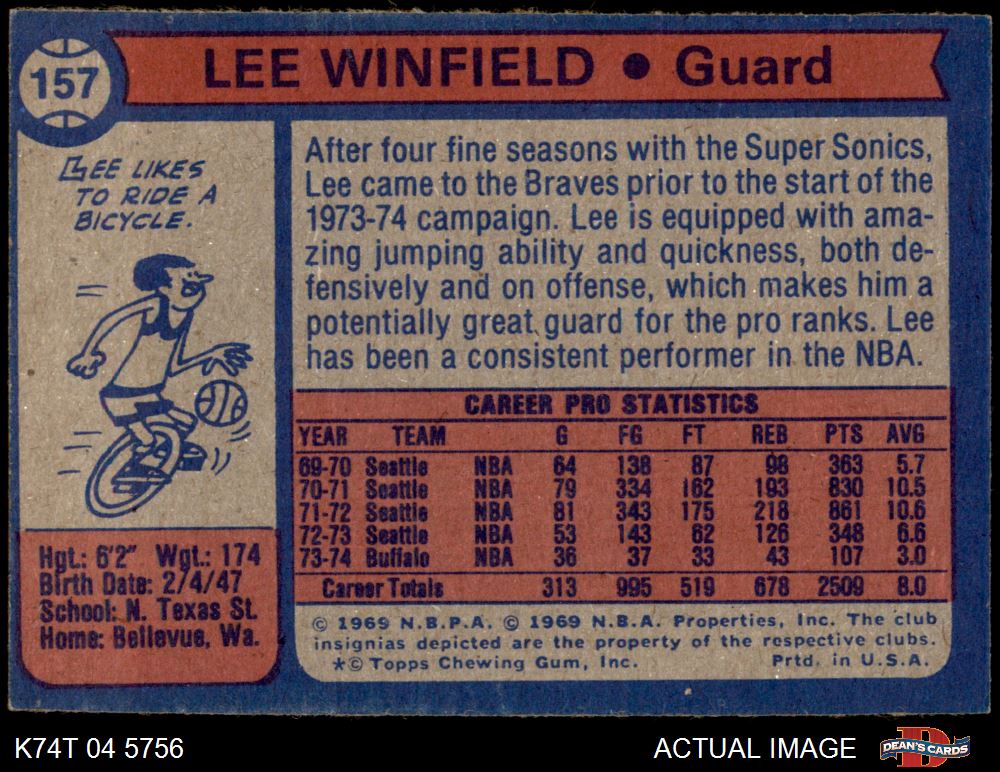 157
LEE WINFIELD ● Guard
LEE LIKES
TO RIDE A
BICYCLE.
Hgt.: 6'2" Wgt.: 174
Birth Date: 2/4/47
School: N. Texas St.
Home: Bellevue, Wa.
After four fine seasons with the Super Sonics,
Lee came to the Braves prior to the start of the
1973-74 campaign. Lee is equipped with ama-
zing jumping ability and quickness, both de-
fensively and on offense, which makes him a
potentially great guard for the pro ranks. Lee
has been a consistent performer in the NBA.
CAREER PRO STATISTICS
YEAR TEAM G FG FT REB PTS AVG
69-70 Seattle NBA 64 138 87 98 363 5.7
70-71 Seattle NBA 79 334 162 193 830 10.5
71-72 Seattle NBA 81 343 175 218 861 10.6
72-73 Seattle NBA 53 143 62 126 348 6.6
73-74 Buffalo NBA 36 37 33 43 107 3.0
Career Totals 313 995 519 678 2509 8.0
© 1969 N.B.P.A. © 1969 N.B.A. Properties, Inc. The club
insignias depicted are the property of the respective clubs.
*© Topps Chewing Gum, Inc. Prtd. in U.S.A.
K74T 04 5756 ACTUAL IMAGE DEAN'S CARDS